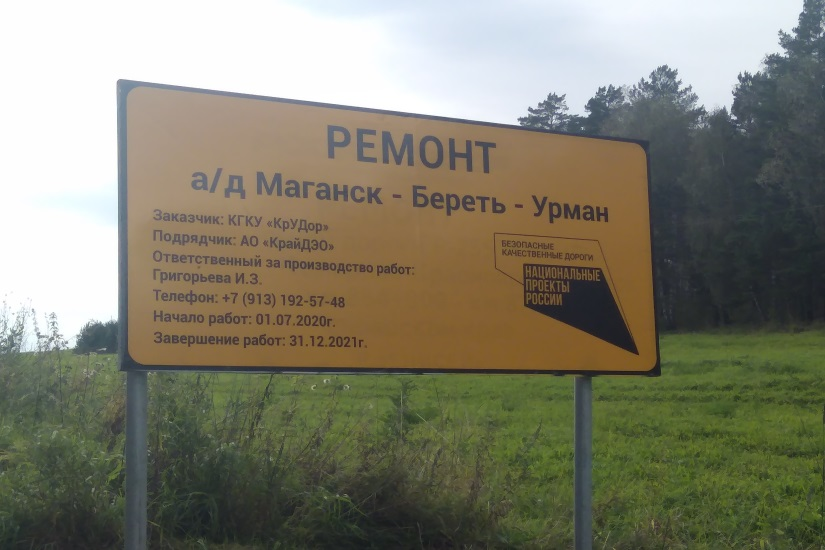 РЕМОНТ
а/д Маганск - Береть - Урман
Заказчик: КГКУ «КрУДор»
Подрядчик: АО «КрайДЭО»
Ответственный за производство работ:
Григорьева И.З.
Телефон: +7 (913) 192-57-48
Начало работ: 01.07.2020г.
Завершение работ: 31.12.2021г.
БЕЗОПАСНЫЕ
КАЧЕСТВЕННЫЕ ДОРОГИ
НАЦИОНАЛЬНЫЕ
ПРОЕКТЫ
РОССИИ